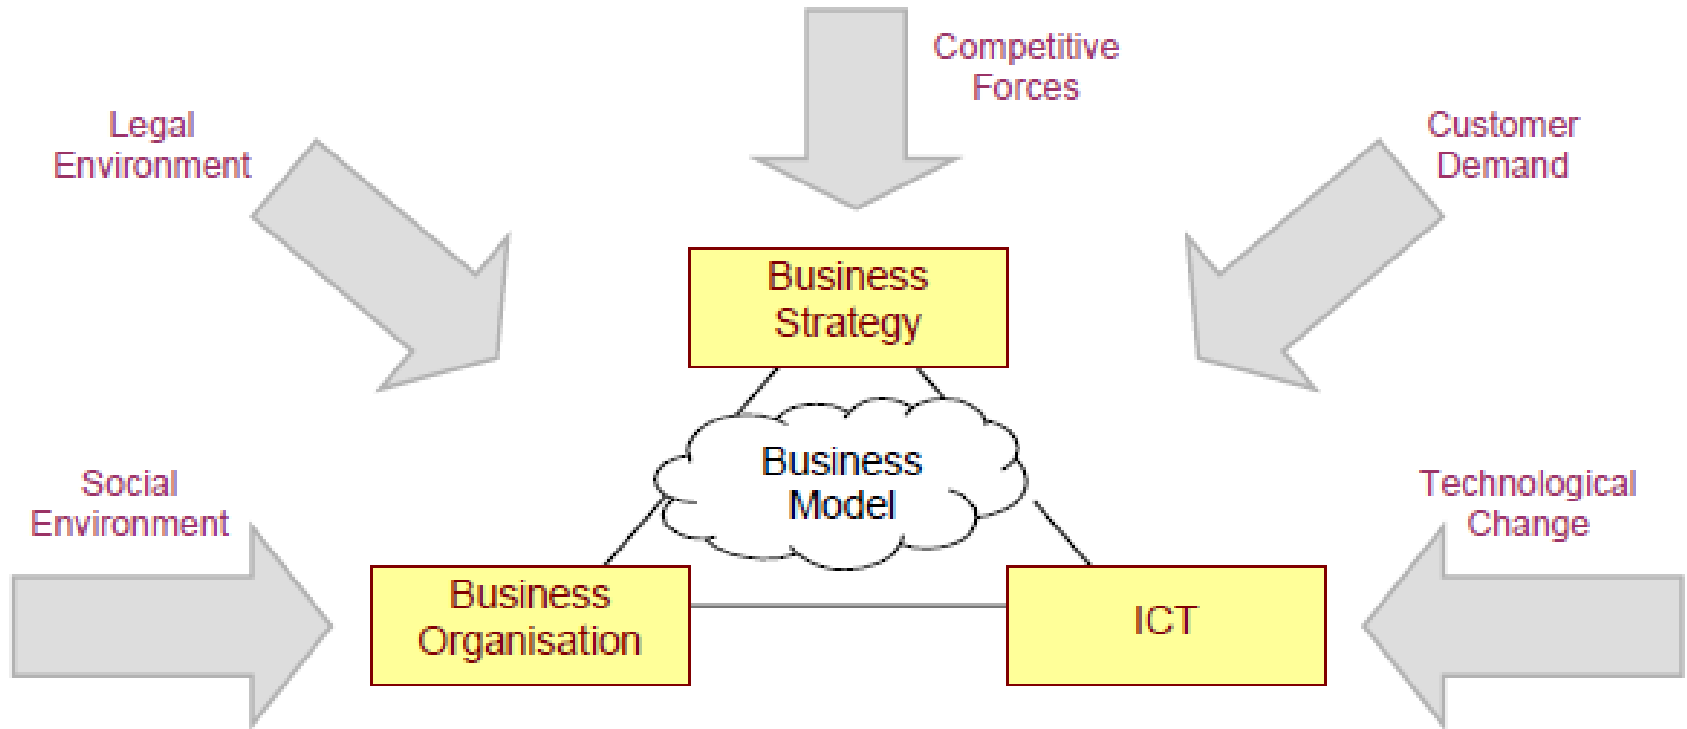 Competitive
Forces
Legal
Environment
Customer
Demand
Business
Strategy
Business
Model
Social
Environment
Technological
Change
Business
Organisation
ICT